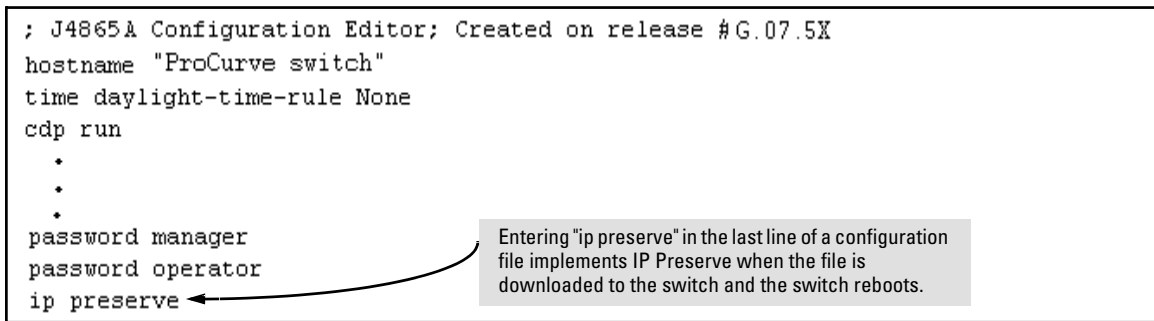 ; J4865A Configuration Editor; Created on release #G.07.5X
hostname "ProCurve switch"
time daylight-time-rule None
cdp run
.
.
.
password manager
password operator
ip preserve
Entering "ip preserve" in the last line of a configuration
file implements IP Preserve when the file is
downloaded to the switch and the switch reboots.